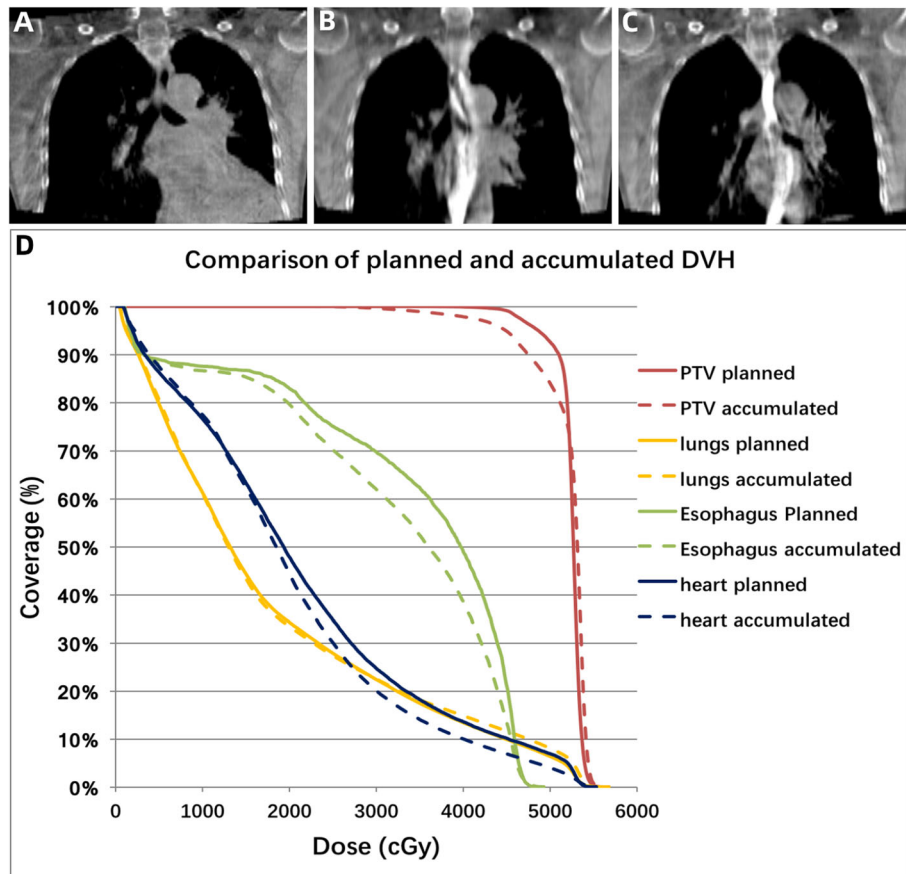 A
B
C
D
Comparison of planned and accumulated DVH
100%
90%
80%
70%
60%
50%
40%
30%
20%
10%
0%
Coverage (%)
0
1000
2000
3000
4000
5000
6000
Dose (cGy)
PTV planned
PTV accumulated
lungs planned
lungs accumulated
Esophagus Planned
Esophagus accumulated
heart planned
heart accumulated